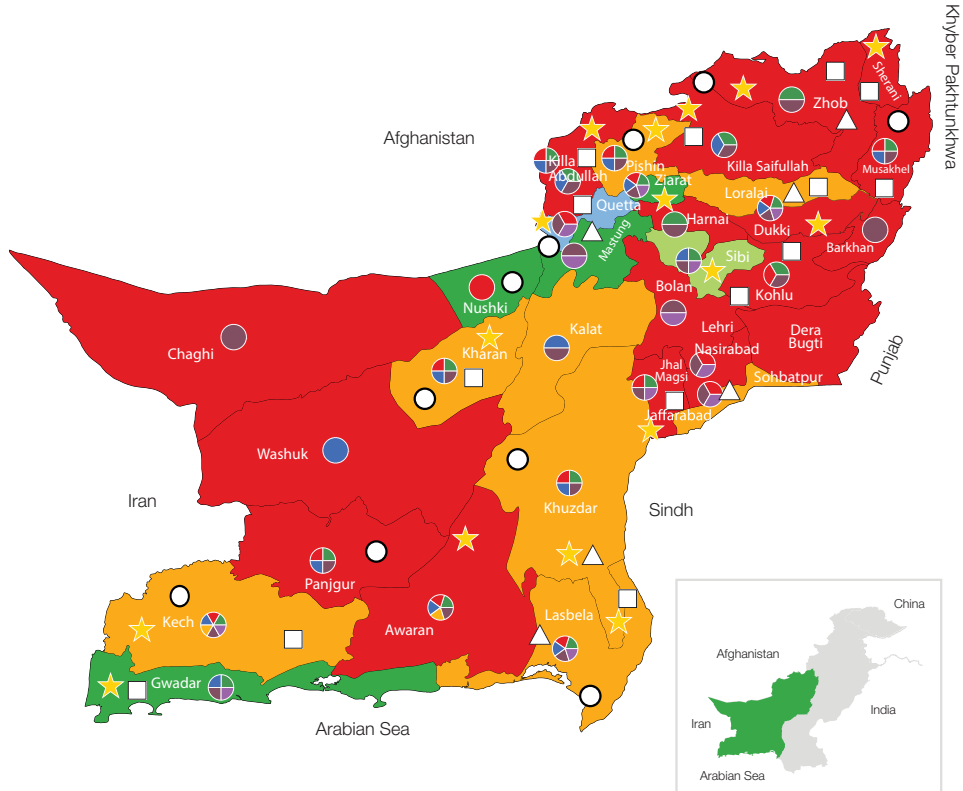 Khyber Pakhtunkhwa
Afghanistan
Sherani
Zhob
Killa
Abdullah
Pishin
Killa Saifullah
Musakhel
Ziarat
Loralai
Quetta
Harnai
Dukki
Mastung
Barkhan
Sibi
Bolan
Kohlu
Nushki
Chaghi
Kharan
Kalat
Lehri
Dera
Bugti
Nasirabad
Jhal
Magsi
Sohbatpur
Punjab
Jaffarabad
Washuk
Iran
Khuzdar
Sindh
Panjgur
Kech
Awaran
Lasbela
Gwadar
Arabian Sea
China
Afghanistan
India
Iran
Arabian Sea